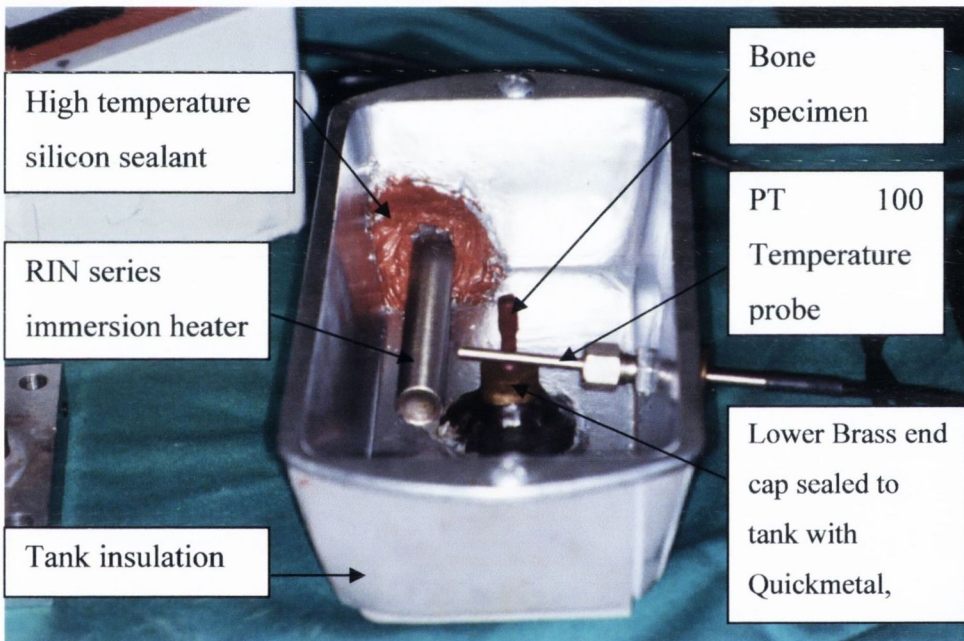 High temperature
silicon sealant
RIN series
immersion heater
Tank insulation
Bone
specimen
PT 100
Temperature
probe
Lower Brass end
cap sealed to
tank with
Quickmetal,